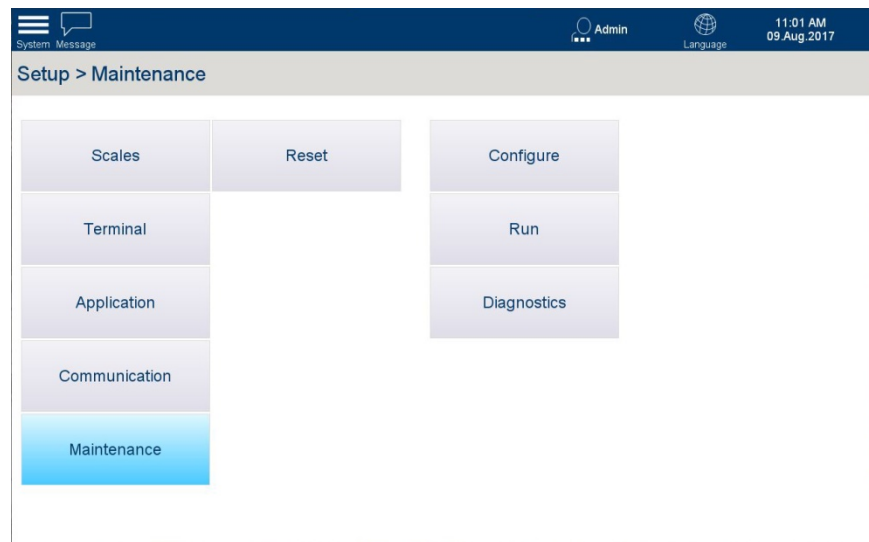 System Message
Admin
Language
11:01 AM
09.Aug.2017
Setup > Maintenance
Scales
Reset
Configure
Terminal
Run
Application
Diagnostics
Communication
Maintenance